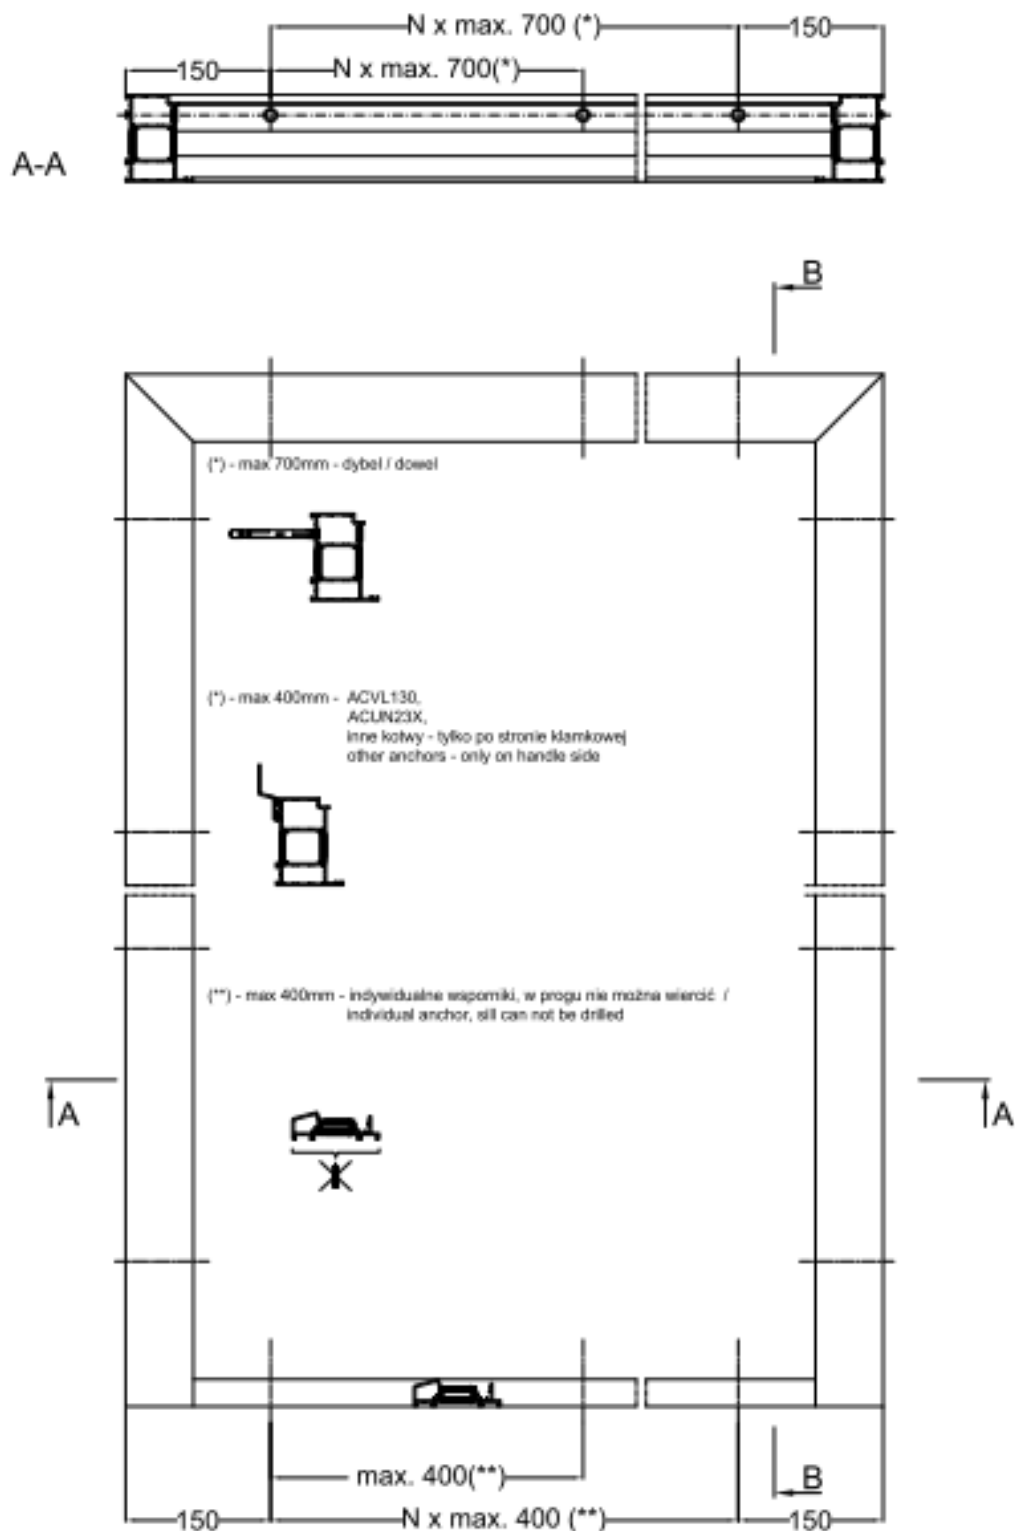 N x max. 700 (*)
150
150
N x max. 700(*)
A-A
B
(*) - max 700mm - dybel / dowel
(*) - max 400mm - ACVL130,
ACUN23X,
inne kotwy - tylko po stronie klamkowej
other anchors - only on handle side
(**) - max 400mm - indywidualne wsporniki, w progu nie można wiercić /
individual anchor, sill can not be drilled
A
A
max. 400(**)
B
150
N x max. 400 (**)
150